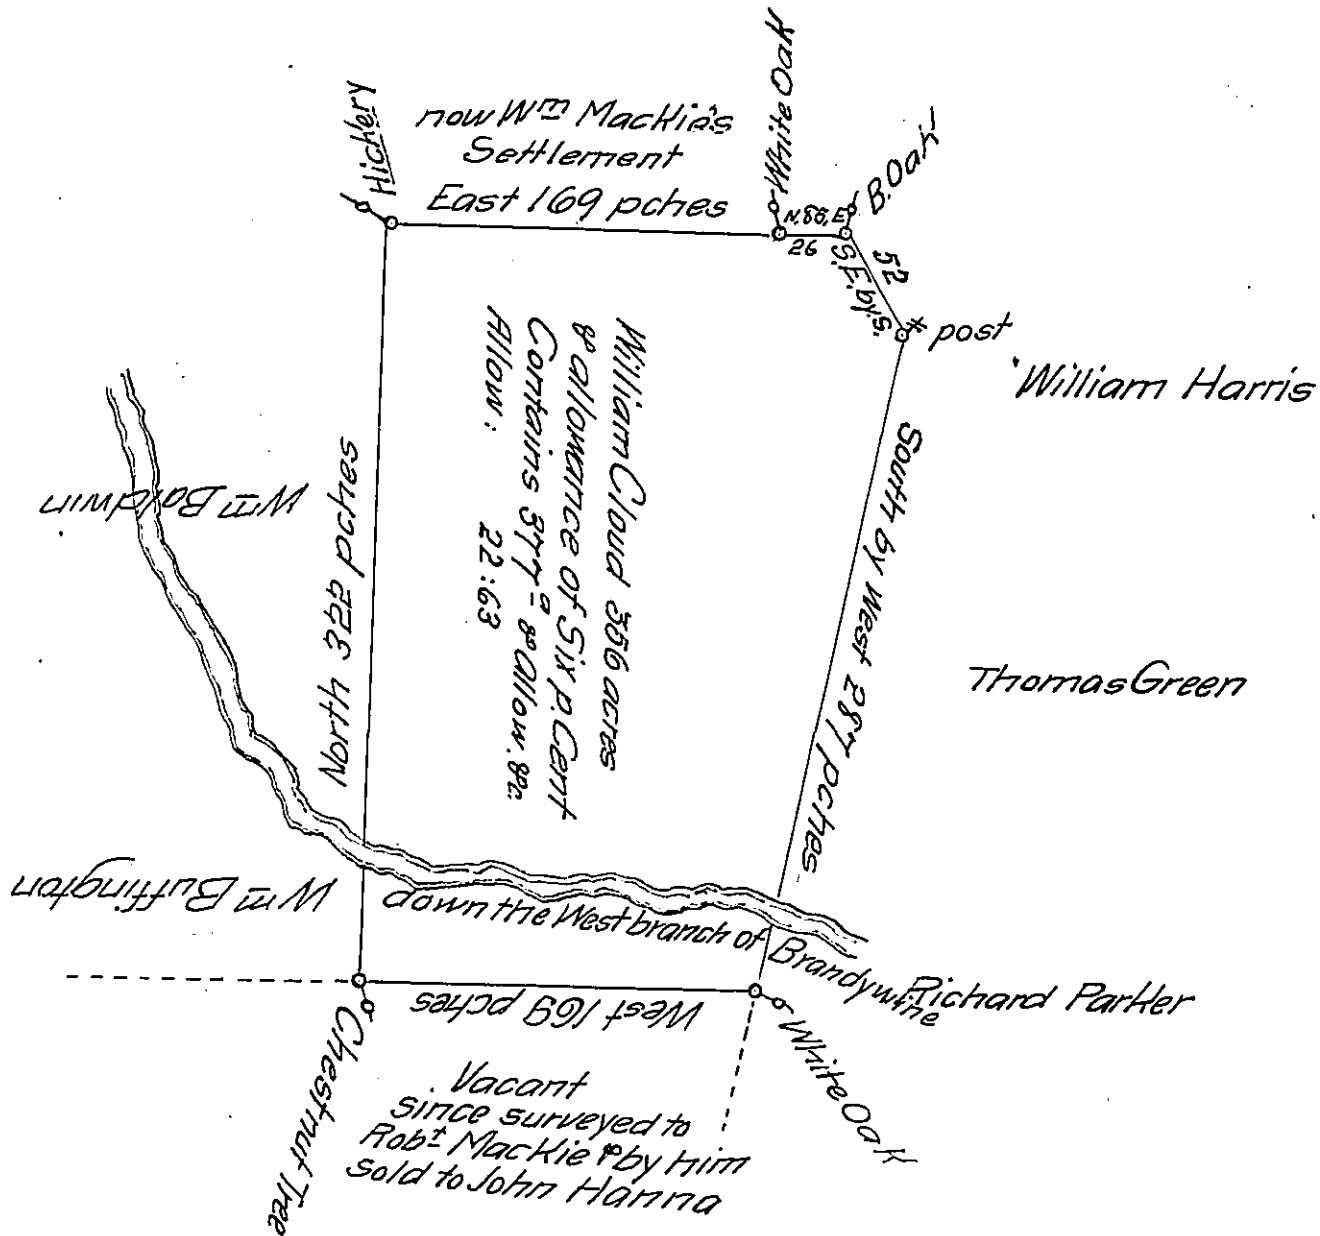 Hickery
now Wm Mackie's
Settlement
East 169 pches
White Oak
N.86.E
26
B.Oak
52
S.E. by S.
post
William Harris
South by West 287 pches
Thomas Green
William Cloud 356 acres
& allowance of Six p. Cent
Contains 377 a & allow. &c.
Allow: 22:63
North 324 pches
Wm Baldwin
Wm Buffington
down the West branch of Brandywine
Richard Parker
West 169 pches
White Oak
Chestnut Tree
Vacant
since surveyed to
Robt Mackie & by him
sold to John Hanna